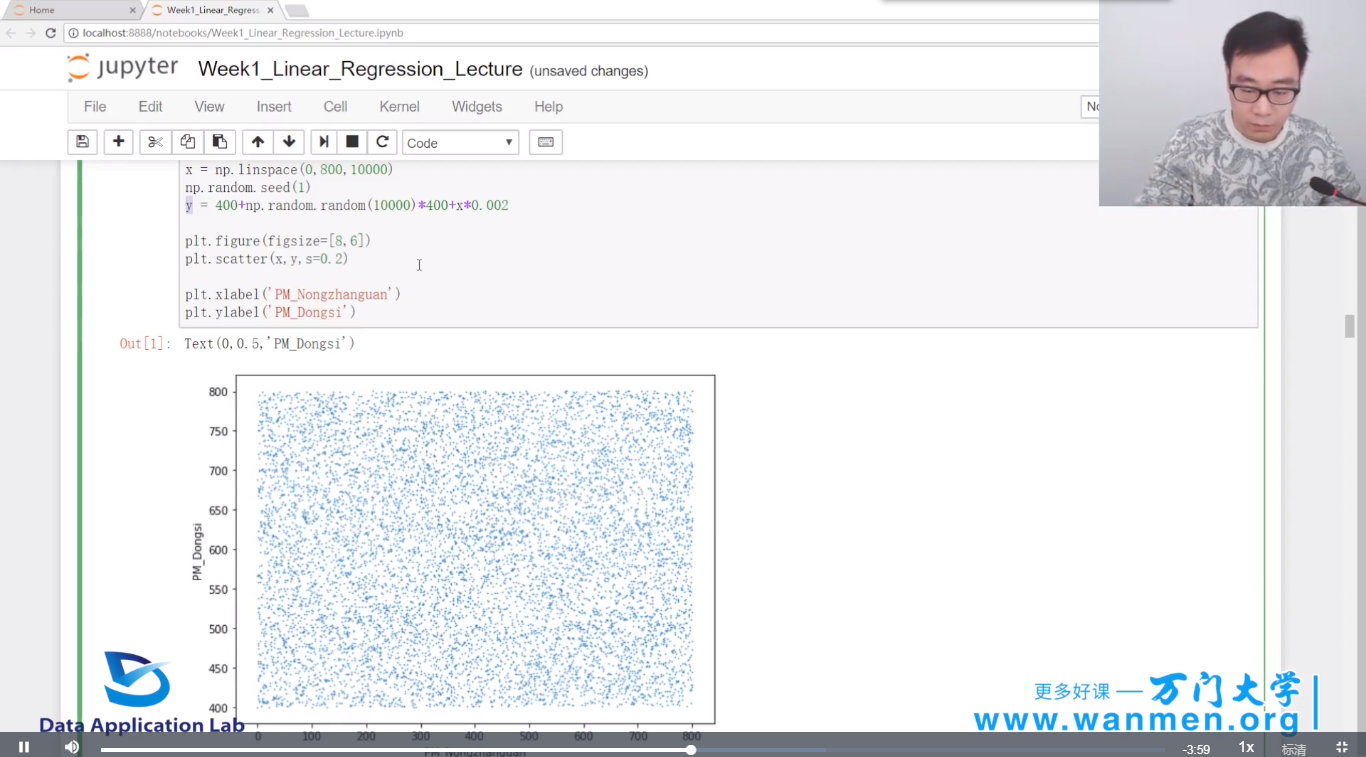 Home
Week1_Linear_Regress
localhost:8888/notebooks/Week1_Linear_Regression_Lecture.ipynb
jupyter Week1_Linear_Regression_Lecture (unsaved changes)
File Edit View Insert Cell Kernel Widgets Help
Code
x = np.linspace(0,800,10000)
np.random.seed(1)
y = 400+np.random.random(10000)*400+x*0.002
plt.figure(figsize=[8,6])
plt.scatter(x,y,s=0.2)
plt.xlabel('PM_Nongzhanguan')
plt.ylabel('PM_Dongsi')
Out[1]: Text(0,0.5,'PM_Dongsi')
800
750
700
650
600
550
500
450
400
PM_Dongsi
0 100 200 300 400 500 600 700 800
PM_Nongzhanguan
Data Application Lab
更多好课 — 万门大学
www.wanmen.org
-3:59 1x 标清